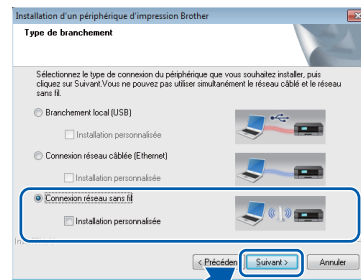 Installation d'un périphérique d'impression Brother
Type de branchement
Sélectionnez le type de connexion du périphérique que vous souhaitez installer, puis
cliquez sur Suivant.Vous ne pouvez pas utiliser simultanément le réseau câblé et le réseau
sans fil.
Branchement local (USB)
Installation personnalisée
Connexion réseau câblée (Ethernet)
Installation personnalisée
Connexion réseau sans fil
Installation personnalisée
< Précéden
Suivant >
Annuler